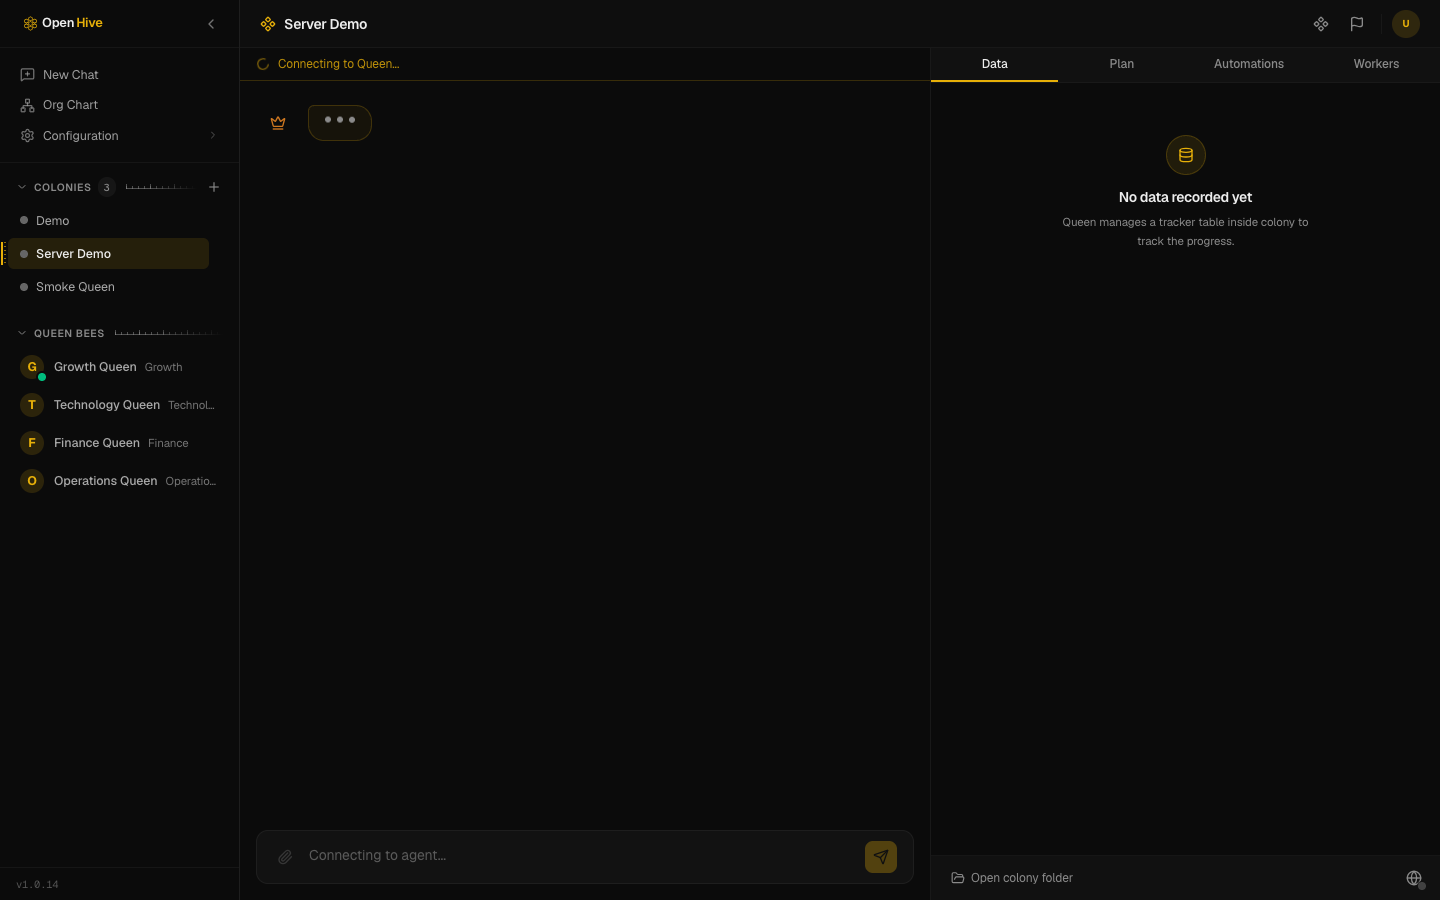 Open Hive
New Chat
Org Chart
Configuration
COLONIES 3
Demo
Server Demo
Smoke Queen
QUEEN BEES
G Growth Queen Growth
T Technology Queen Technol...
F Finance Queen Finance
O Operations Queen Operatio...
v1.0.14
Server Demo
U
Connecting to Queen...
Connecting to agent...
Data Plan Automations Workers
No data recorded yet
Queen manages a tracker table inside colony to
track the progress.
Open colony folder